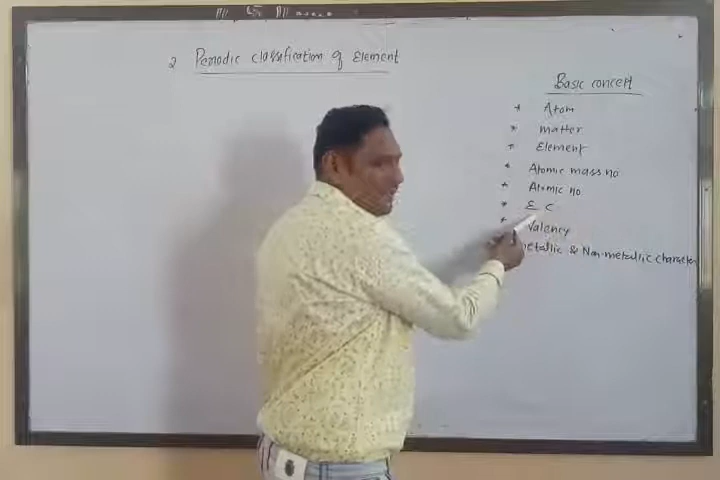 2 Periodic classification of Element
Basic concept
* Atom
* matter
* Element
* Atomic mass no
* Atomic no
* E C
* Valency
metallic & Non-metallic character